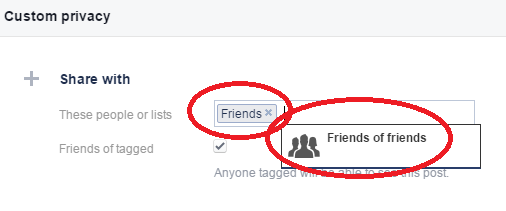 Custom privacy
Share with
These people or lists Friends ×
Friends of friends
Friends of tagged
Anyone tagged will be able to see this post.